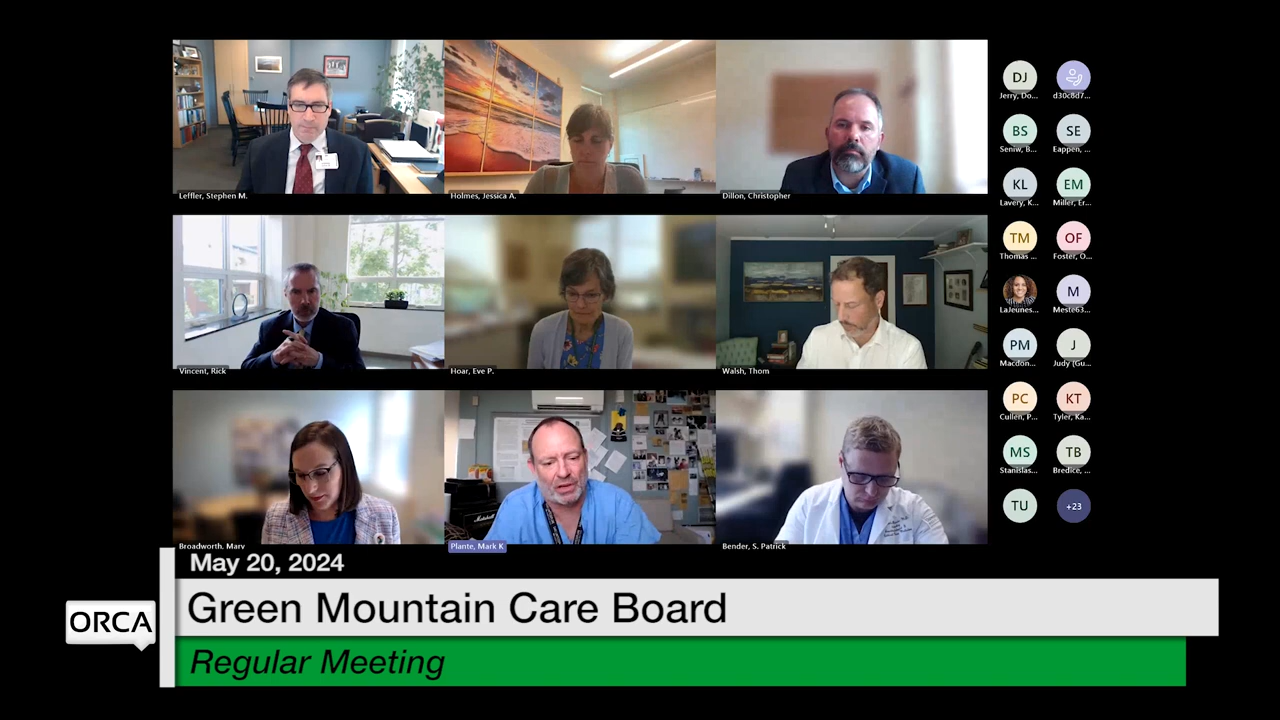 Leffler, Stephen M.
Holmes, Jessica A.
Dillon, Christopher
DJ
Jerry, Do...
d30c8d7...
BS
Seniw, B...
SE
Eappen, ...
KL
Lavery, K...
EM
Miller, Er...
Vincent, Rick
Hoar, Eve P.
Walsh, Thom
TM
Thomas ...
OF
Foster, O...
LaJeunes...
M
Meste63...
PM
Macdon...
J
Judy (Gu...
Marshall
Broadworth, Mary
Plante, Mark K
Bender, S. Patrick
PC
Cullen, P...
KT
Tyler, Ka...
MS
Stanislas...
TB
Bredice, ...
TU
+23
May 20, 2024
ORCA
Green Mountain Care Board
Regular Meeting